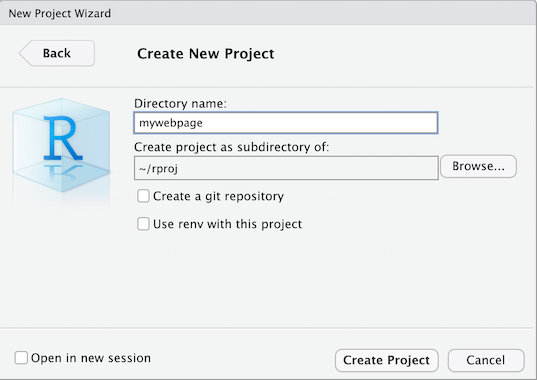 New Project Wizard
Back
Create New Project
R
Directory name:
mywebpage
Create project as subdirectory of:
~/rproj
Browse...
Create a git repository
Use renv with this project
Open in new session
Create Project
Cancel